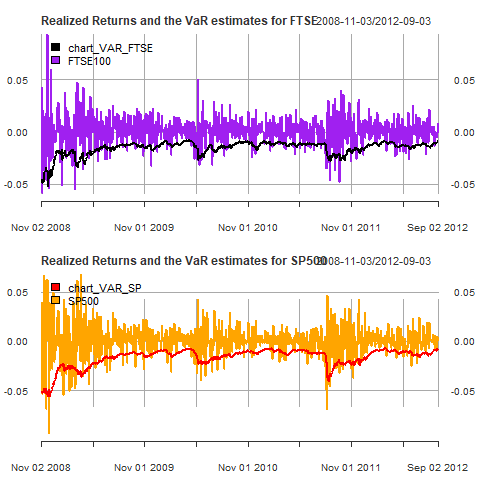 Realized Returns and the VaR estimates for FTSE 2008-11-03/2012-09-03
chart_VAR_FTSE
FTSE100
0.05 0.05
0.00 0.00
-0.05 -0.05
Nov 02 2008 Nov 01 2009 Nov 01 2010 Nov 01 2011 Sep 02 2012
Realized Returns and the VaR estimates for SP500 2008-11-03/2012-09-03
chart_VAR_SP
SP500
0.05 0.05
0.00 0.00
-0.05 -0.05
Nov 02 2008 Nov 01 2009 Nov 01 2010 Nov 01 2011 Sep 02 2012